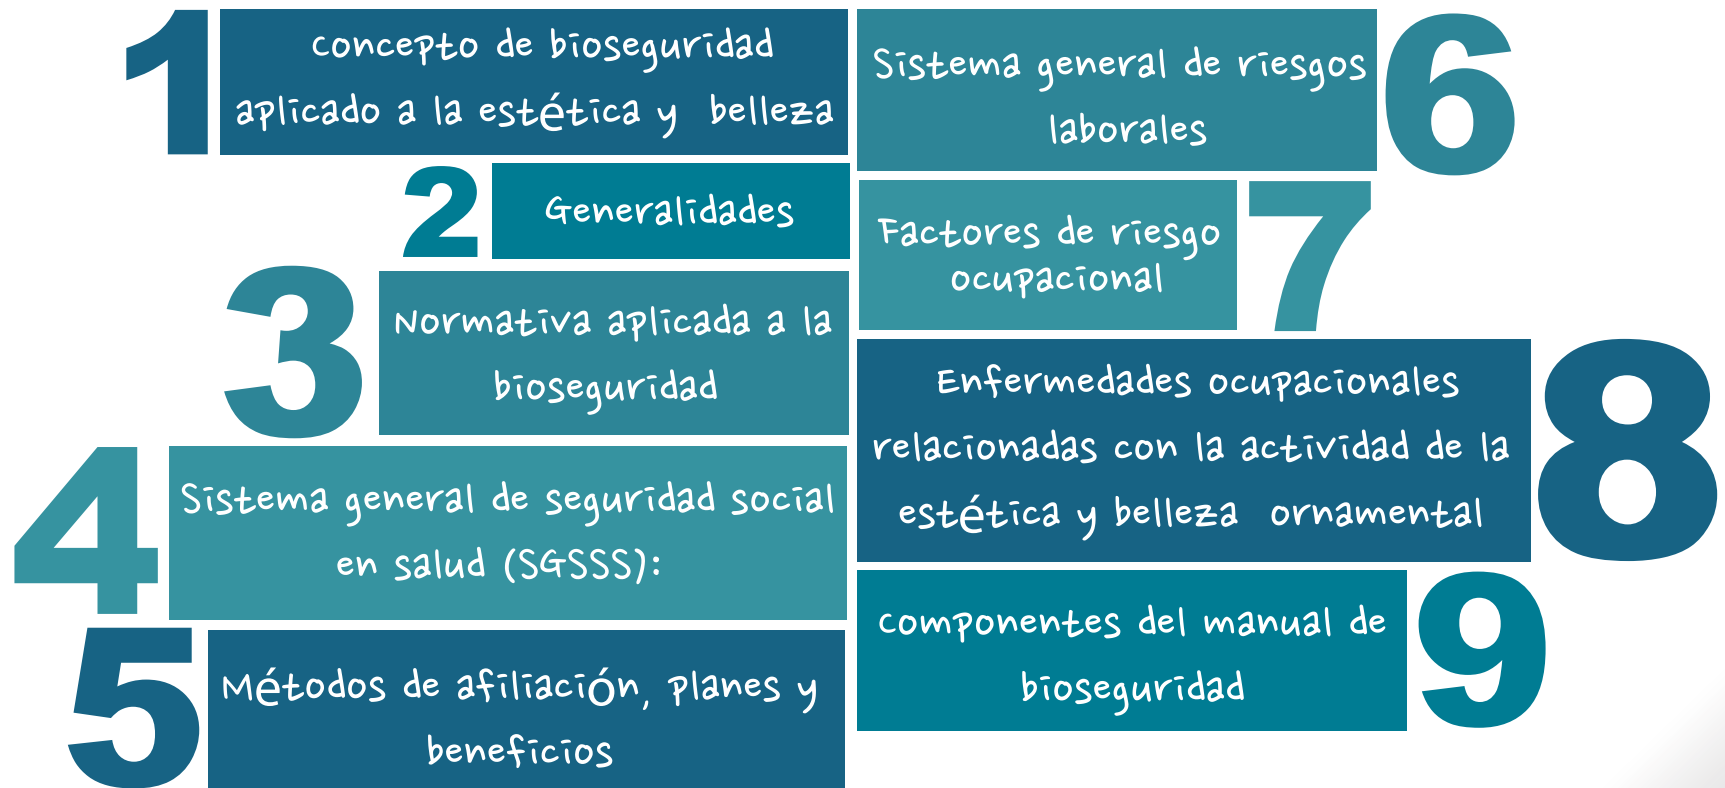 1
concepto de bioseguridad
aplicado a la estética y belleza
2
Generalidades
3
Normativa aplicada a la
bioseguridad
4
Sistema general de seguridad social
en salud (SGSSS):
5
Métodos de afiliación, planes y
beneficios
6
Sistema general de riesgos
laborales
7
Factores de riesgo
ocupacional
8
Enfermedades ocupacionales
relacionadas con la actividad de la
estética y belleza ornamental
9
componentes del manual de
bioseguridad